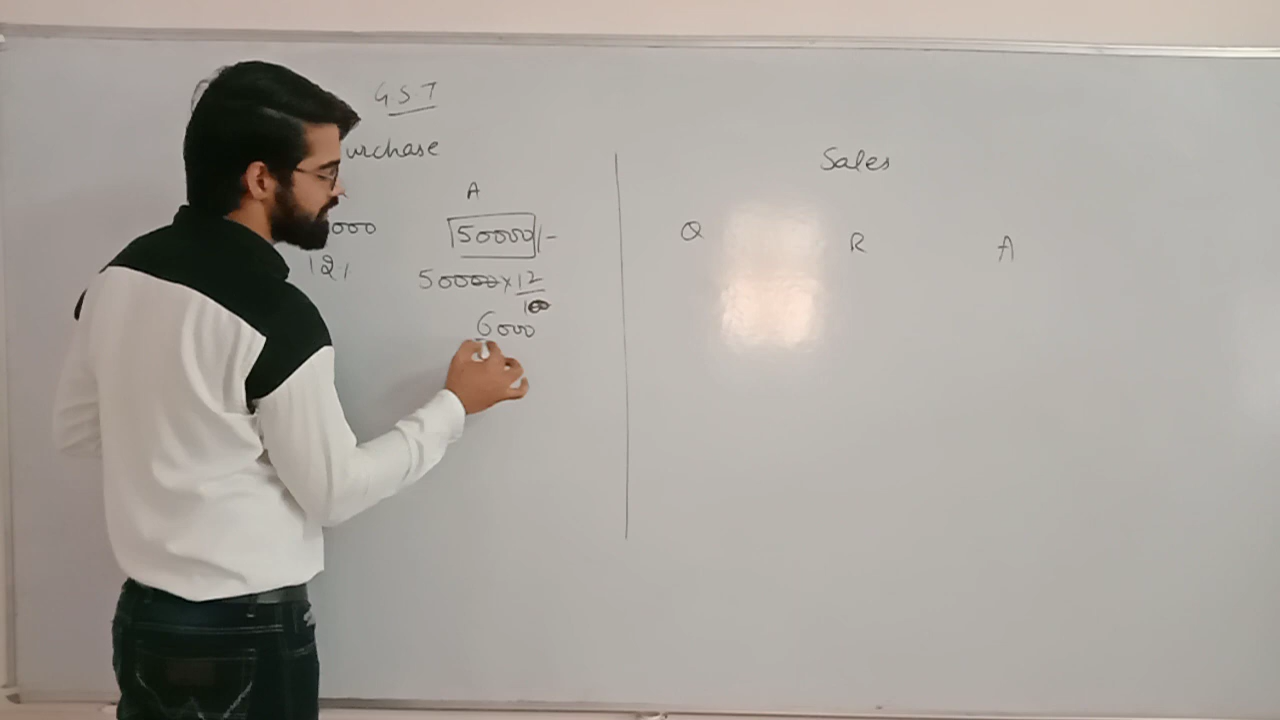 GST
urchase
Sales
A
Q
R
A
000
50000/-
12%
50000 x 12/100
6000